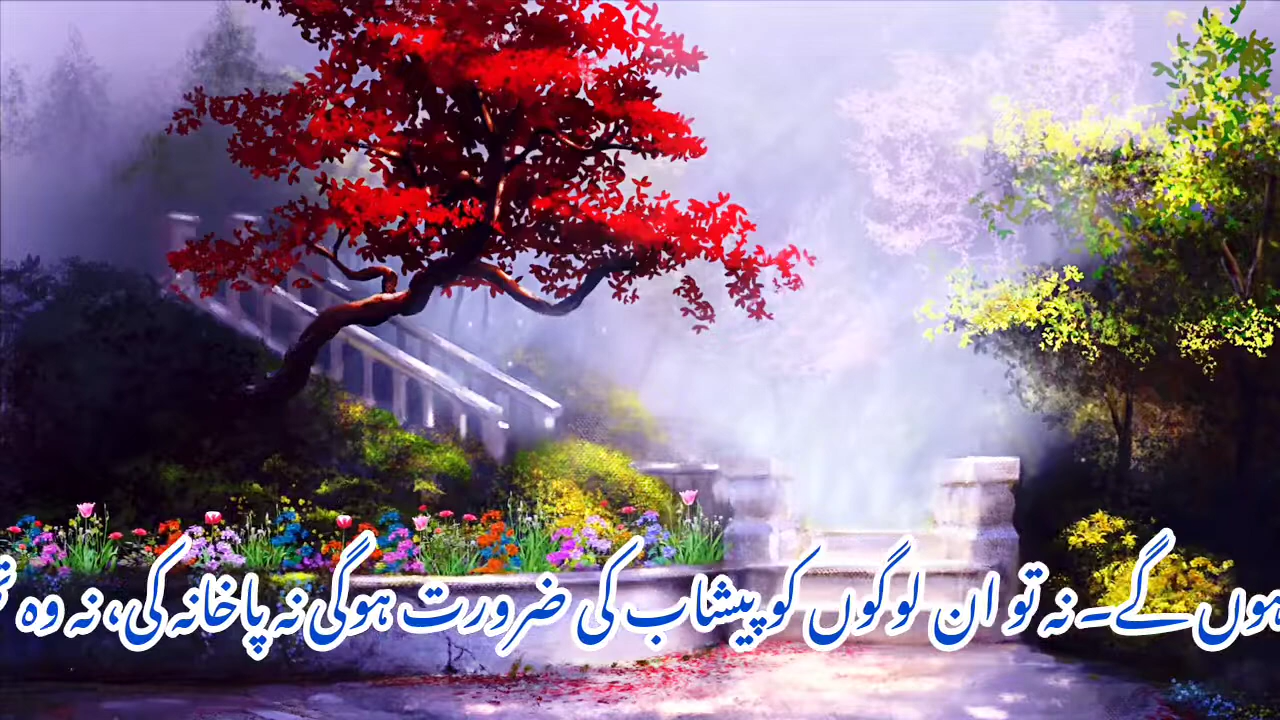 ہوں گے۔ نہ تو ان لوگوں کو پیشاب کی ضرورت ہوگی نہ پاخانہ کی، نہ وہ